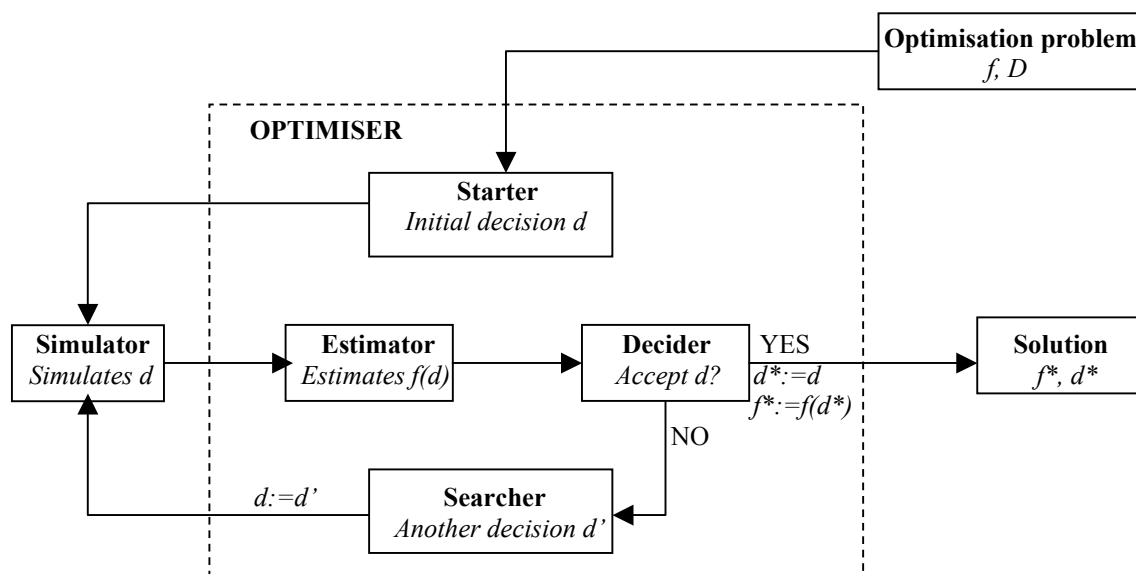 Optimisation problem
f, D
OPTIMISER
Starter
Initial decision d
Simulator
Simulates d
Estimator
Estimates f(d)
Decider
Accept d?
YES
d*:=d
f*:=f(d*)
Solution
f*, d*
NO
d:=d’
Searcher
Another decision d’